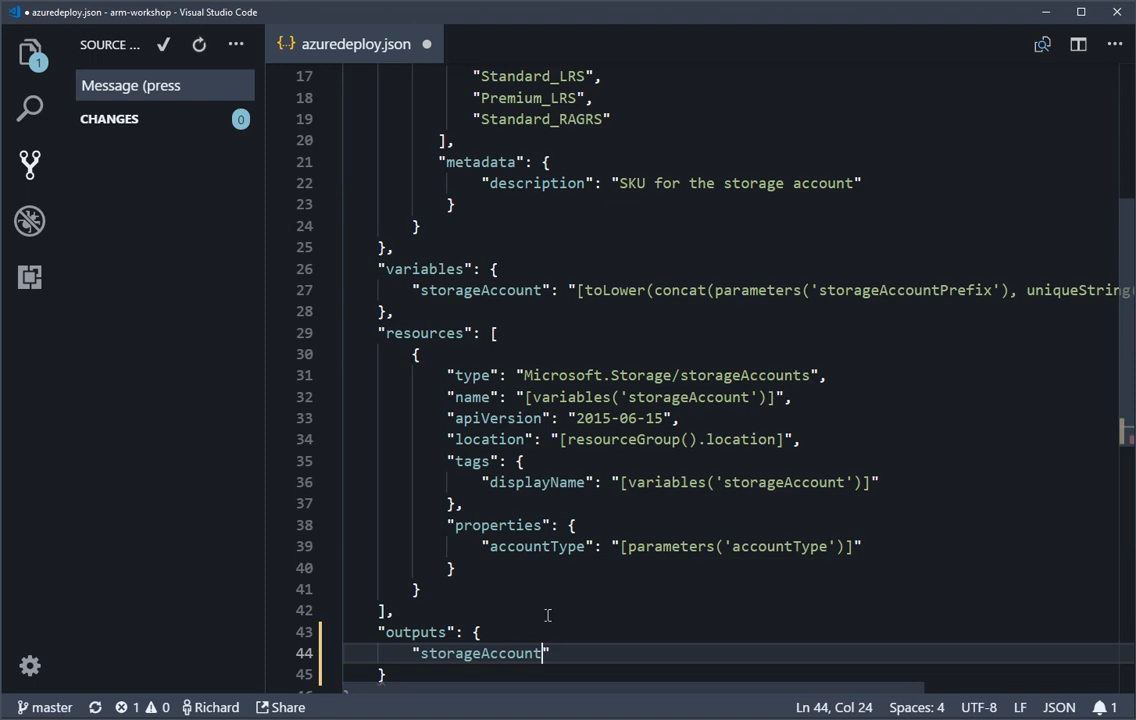 ● azuredeploy.json - arm-workshop - Visual Studio Code
SOURCE ...
azuredeploy.json ●
1
Message (press
CHANGES 0
17 "Standard_LRS",
18 "Premium_LRS",
19 "Standard_RAGRS"
20 ],
21 "metadata": {
22 "description": "SKU for the storage account"
23 }
24 }
25 },
26 "variables": {
27 "storageAccount": "[toLower(concat(parameters('storageAccountPrefix'), uniqueString(
28 },
29 "resources": [
30 {
31 "type": "Microsoft.Storage/storageAccounts",
32 "name": "[variables('storageAccount')]",
33 "apiVersion": "2015-06-15",
34 "location": "[resourceGroup().location]",
35 "tags": {
36 "displayName": "[variables('storageAccount')]"
37 },
38 "properties": {
39 "accountType": "[parameters('accountType')]"
40 }
41 }
42 ],
43 "outputs": {
44 "storageAccount"
45 }
master 1 0 Richard Share Ln 44, Col 24 Spaces: 4 UTF-8 LF JSON 1